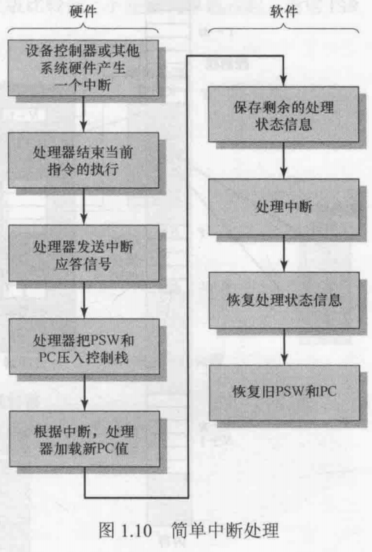 硬件
设备控制器或其他
系统硬件产生
一个中断
处理器结束当前
指令的执行
处理器发送中断
应答信号
处理器把PSW和
PC压入控制栈
根据中断，处理
器加载新PC值
软件
保存剩余的处理
状态信息
处理中断
恢复处理状态信息
恢复旧PSW和PC
图 1.10 简单中断处理